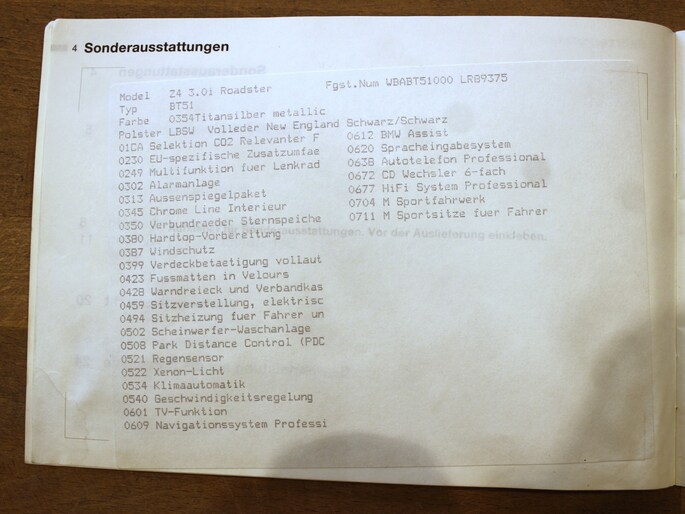 4 Sonderausstattungen
Model Z4 3.0i Roadster Fgst.Num WBABT51000 LR89375
Typ BT51
Farbe 0354Titansilber metallic
Polster LBSW Volleder New England Schwarz/Schwarz
01CA Selektion CO2 Relevanter F
0230 EU-spezifische Zusatzumfae
0249 Multifunktion fuer Lenkrad
0302 Alarmanlage
0313 Aussenspiegelpaket
0345 Chrome Line Interieur
0350 Verbundraeder Sternspeiche
0380 Hardtop-Vorbereitung
0387 Windschutz
0399 Verdeckbetaetigung vollaut
0423 Fussmatten in Velours
0428 Warndreieck und Verbandkas
0459 Sitzverstellung, elektrisc
0494 Sitzheizung fuer Fahrer un
0502 Scheinwerfer-Waschanlage
0508 Park Distance Control (PDC
0521 Regensensor
0522 Xenon-Licht
0534 Klimaautomatik
0540 Geschwindigkeitsregelung
0601 TV-Funktion
0609 Navigationssystem Professi
0612 BMW Assist
0620 Spracheingabesystem
0638 Autotelefon Professional
0672 CD Wechsler 6-fach
0677 HiFi System Professional
0704 M Sportfahrwerk
0711 M Sportsitze fuer Fahrer
ausstattungen. Vor der Auslieferung einkleben.